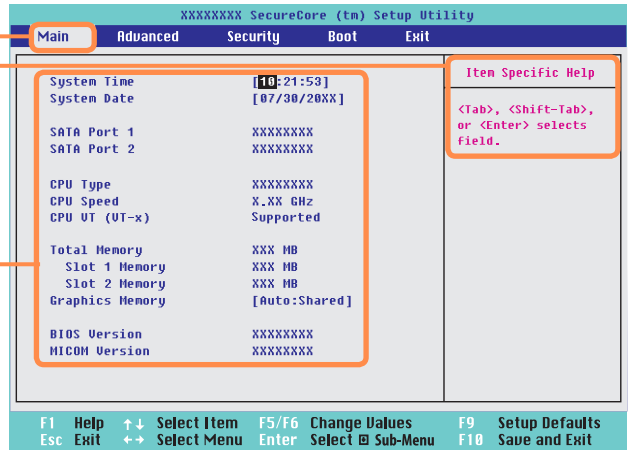 XXXXXXXX SecureCore (tm) Setup Utility
Main Advanced Security Boot Exit
System Time [10:21:53]
System Date [07/30/20XX]
SATA Port 1 XXXXXXXX
SATA Port 2 XXXXXXXX
CPU Type XXXXXXXX
CPU Speed X.XX GHz
CPU VT (VT-x) Supported
Total Memory XXX MB
Slot 1 Memory XXX MB
Slot 2 Memory XXX MB
Graphics Memory [Auto:Shared]
BIOS Version XXXXXXXX
MICOM Version XXXXXXXX
Item Specific Help
<Tab>, <Shift-Tab>,
or <Enter> selects
field.
F1 Help ↑↓ Select Item F5/F6 Change Values F9 Setup Defaults
Esc Exit ←→ Select Menu Enter Select Sub-Menu F10 Save and Exit